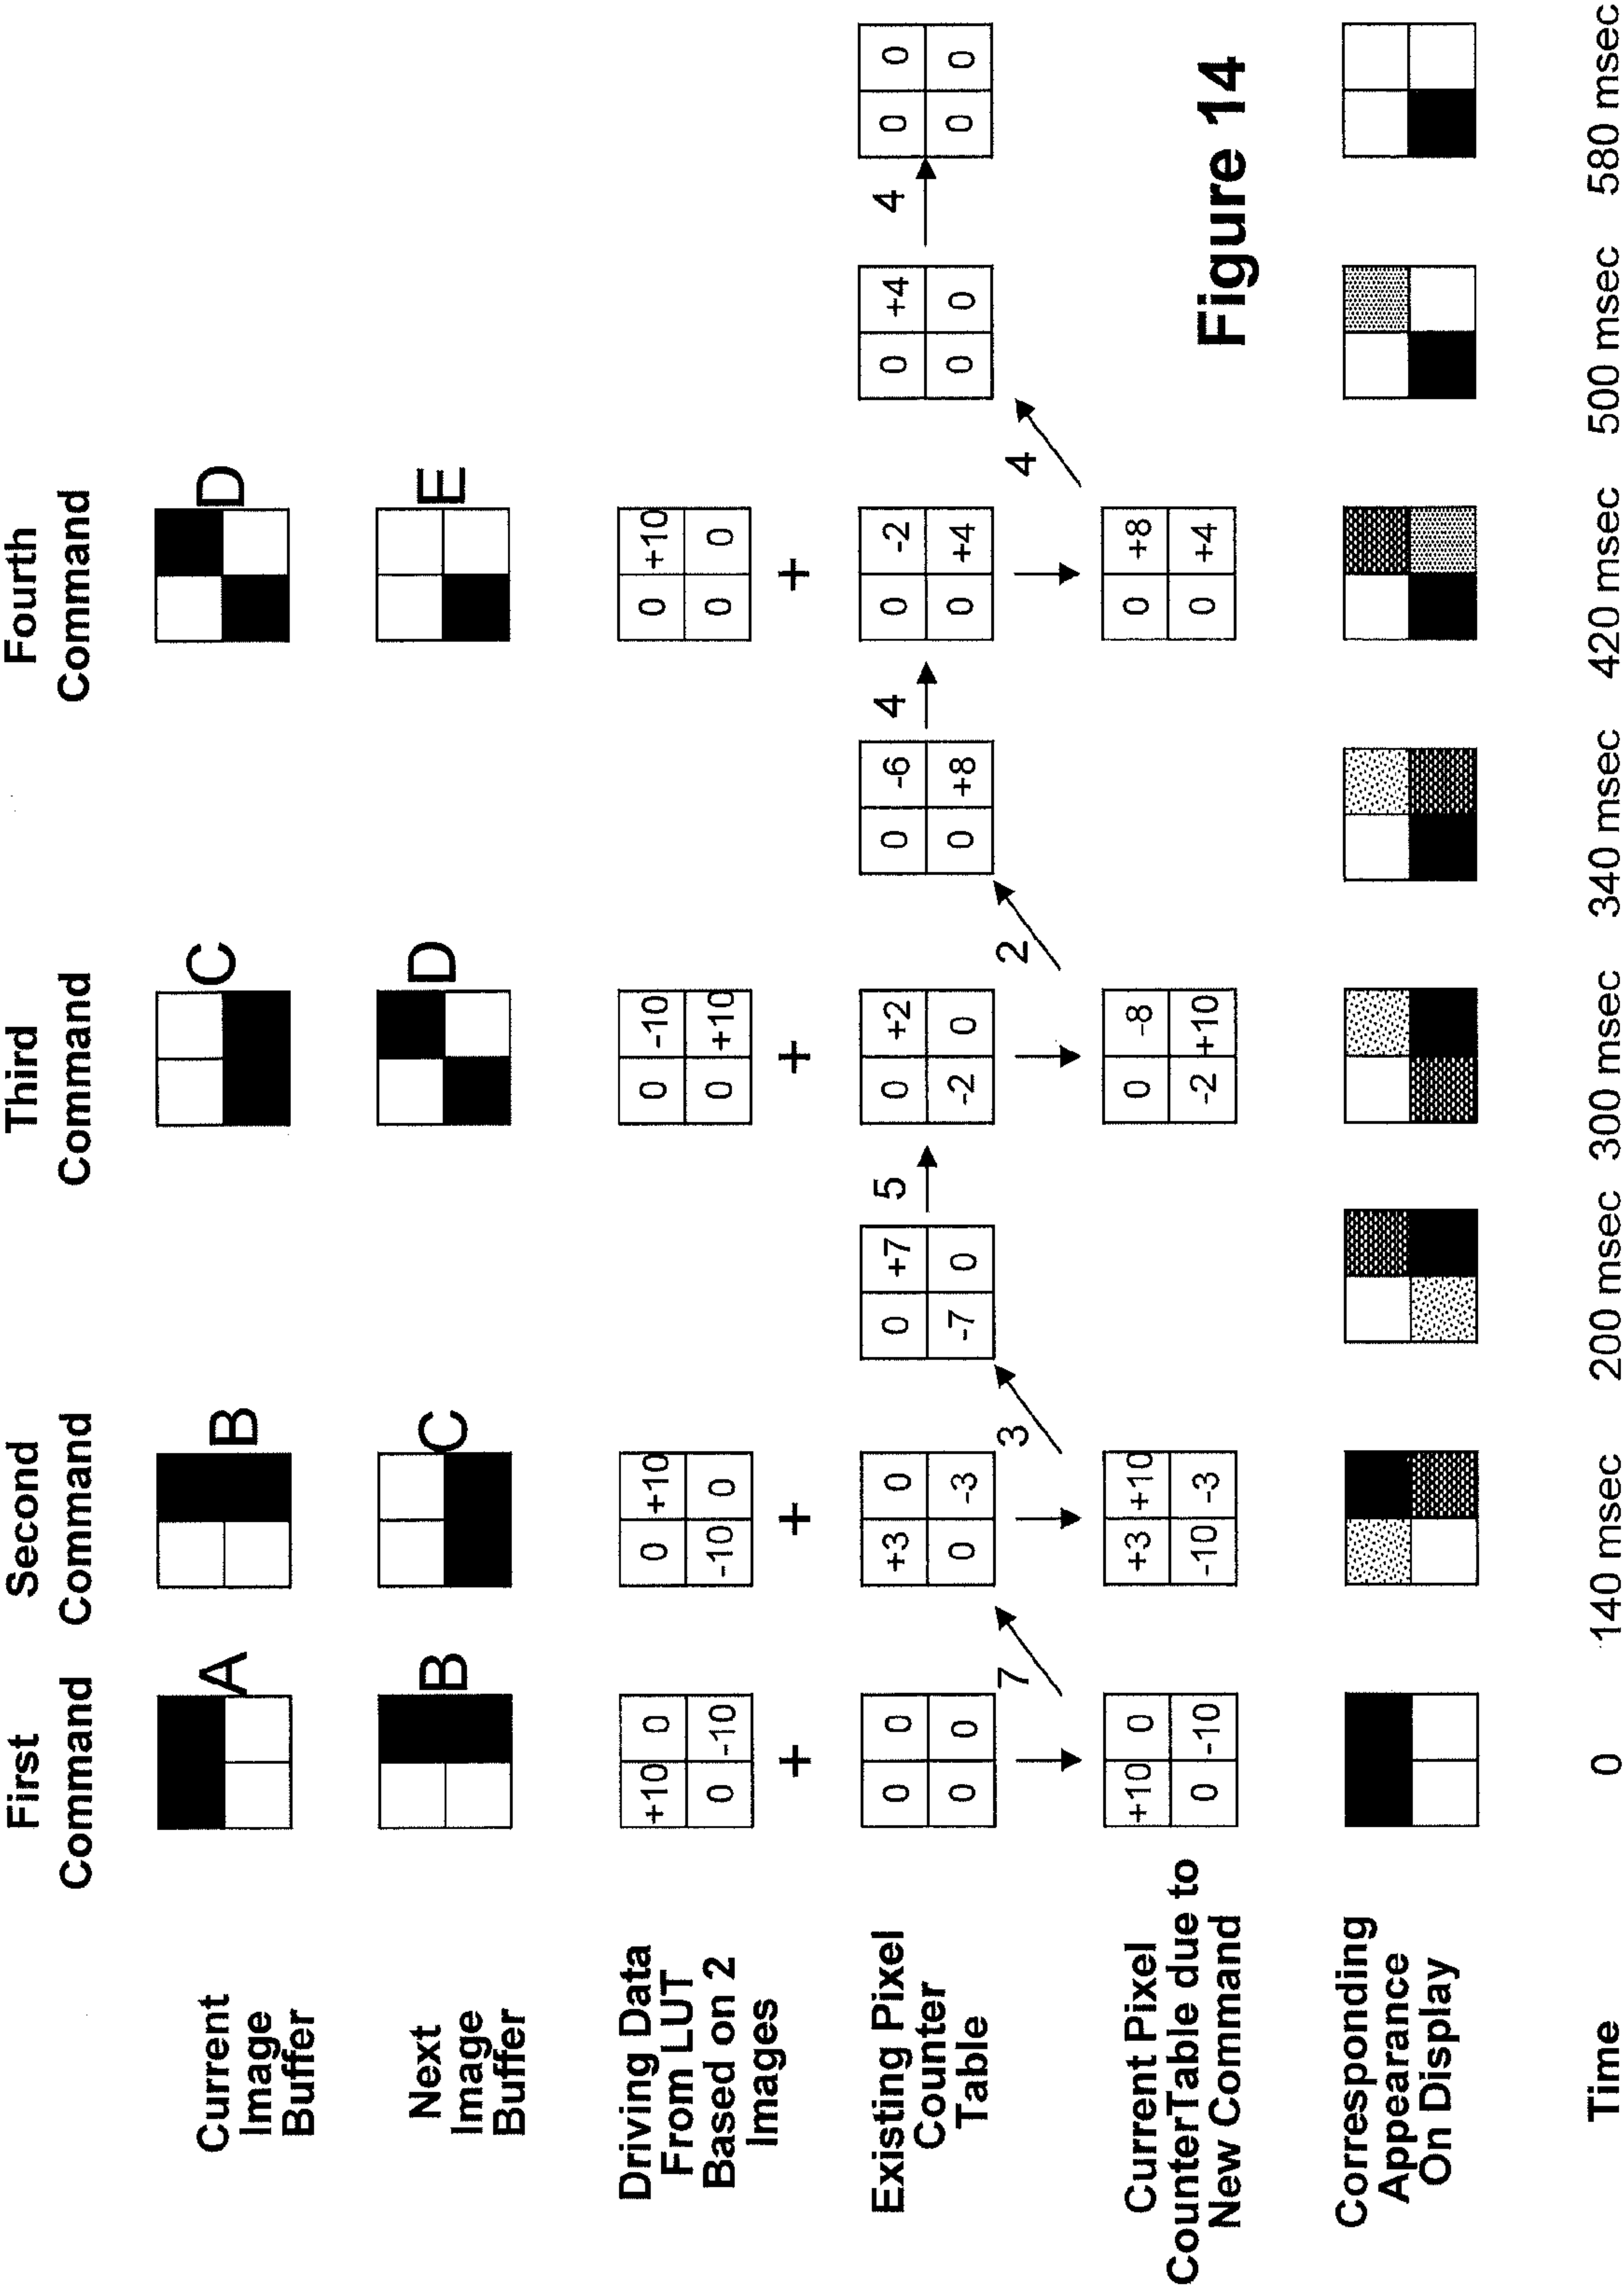 First Second Third Fourth
Command Command Command Command
Current
Image
Buffer
A B C D
Next
Image
Buffer
B C D E
Driving Data
From LUT
Based on 2
Images
+10 0 0 +10 0 -10 0 +10
0 -10 -10 0 0 +10 0 0
+ + + +
Existing Pixel
Counter
Table
0 0 +3 0 0 +7 5 0 +2 0 -6 4 0 -2 0 +4 4 0 0
0 0 0 -3 -7 0 -2 0 0 +8 0 +4 0 0 0 0
7 3 2 4
Current Pixel
CounterTable due to
New Command
+10 0 +3 +10 0 -8 0 +8
0 -10 -10 -3 -2 +10 0 +4
Figure 14
Corresponding
Appearance
On Display
Time 0 140 msec 200 msec 300 msec 340 msec 420 msec 500 msec 580 msec